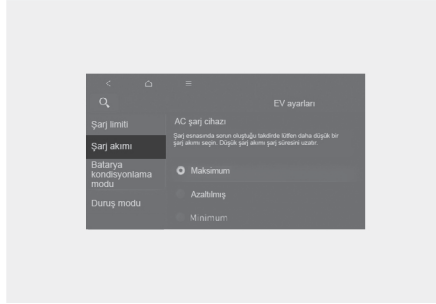 EV ayarları
Şarj limiti
Şarj akımı
Batarya
kondisyonlama
modu
Duruş modu
AC şarj cihazı
Şarj esnasında sorun oluştuğu takdirde lütfen daha düşük bir
şarj akımı seçin. Düşük şarj akımı şarj süresini uzatır.
Maksimum
Azaltılmış
Minimum